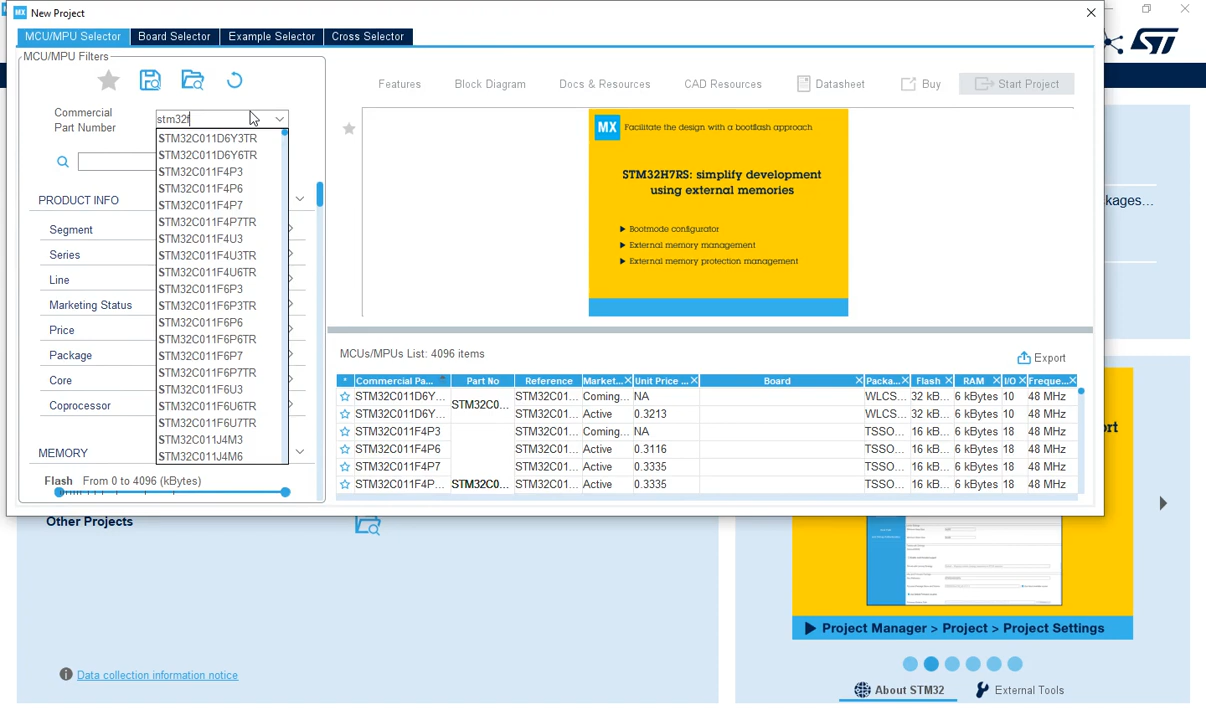 MX New Project
MCU/MPU Selector Board Selector Example Selector Cross Selector
MCU/MPU Filters
Commercial
Part Number
stm32f
STM32C011D6Y3TR
STM32C011D6Y6TR
STM32C011F4P3
STM32C011F4P6
STM32C011F4P7
STM32C011F4P7TR
STM32C011F4U3
STM32C011F4U3TR
STM32C011F4U6TR
STM32C011F6P3
STM32C011F6P3TR
STM32C011F6P6
STM32C011F6P6TR
STM32C011F6P7
STM32C011F6P7TR
STM32C011F6U3
STM32C011F6U6TR
STM32C011F6U7TR
STM32C011J4M3
STM32C011J4M6
PRODUCT INFO
Segment
Series
Line
Marketing Status
Price
Package
Core
Coprocessor
MEMORY
Flash From 0 to 4096 (kBytes)
Features Block Diagram Docs & Resources CAD Resources Datasheet Buy Start Project
MX Facilitate the design with a bootflash approach
STM32H7RS: simplify development
using external memories
Bootmode configurator
External memory management
External memory protection management
MCUs/MPUs List: 4096 items
Export
* Commercial Pa... Part No Reference Market... Unit Price ... Board Packa... Flash RAM I/O Freque...
STM32C011D6Y... STM32C01... Coming... NA WLCS... 32 kB... 6 kBytes 10 48 MHz
STM32C0...
STM32C011D6Y... STM32C01... Active 0.3213 WLCS... 32 kB... 6 kBytes 10 48 MHz
STM32C011F4P3 STM32C01... Coming... NA TSSO... 16 kB... 6 kBytes 18 48 MHz
STM32C011F4P6 STM32C01... Active 0.3116 TSSO... 16 kB... 6 kBytes 18 48 MHz
STM32C011F4P7 STM32C01... Active 0.3335 TSSO... 16 kB... 6 kBytes 18 48 MHz
STM32C011F4P... STM32C0... STM32C01... Active 0.3335 TSSO... 16 kB... 6 kBytes 18 48 MHz
ST
kages...
ort
Other Projects
Data collection information notice
Project Manager > Project > Project Settings
About STM32 External Tools